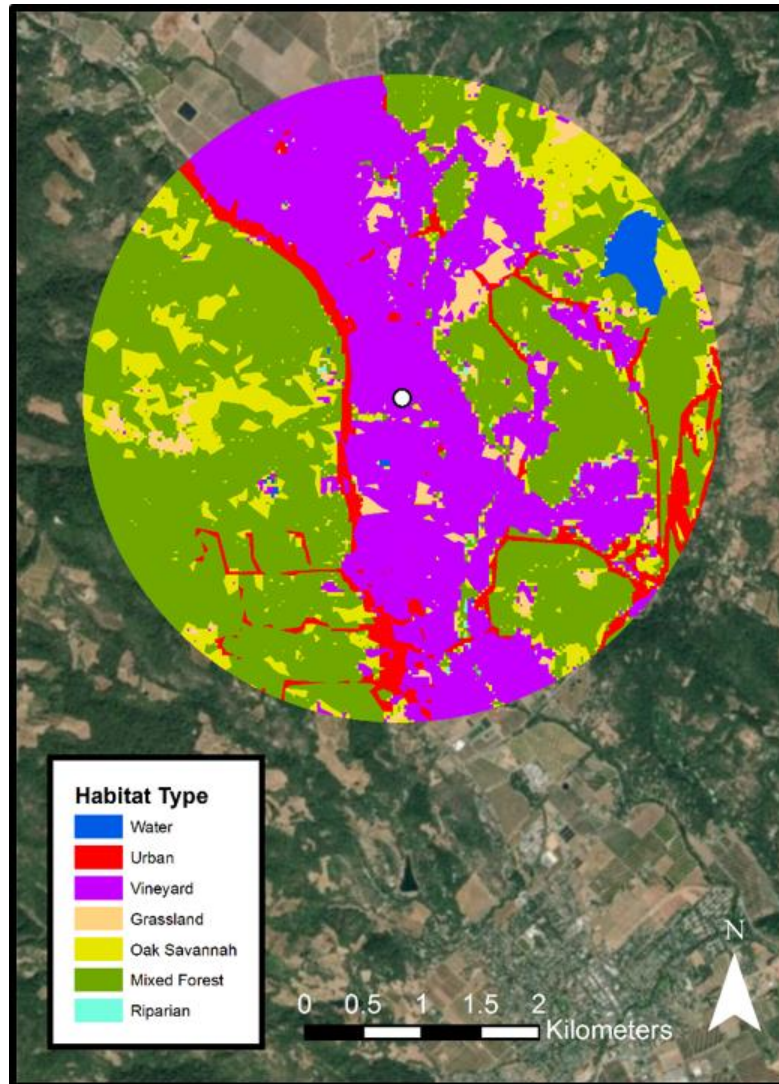 Habitat Type
Water
Urban
Vineyard
Grassland
Oak Savannah
Mixed Forest
Riparian
0 0.5 1 1.5 2
Kilometers
N